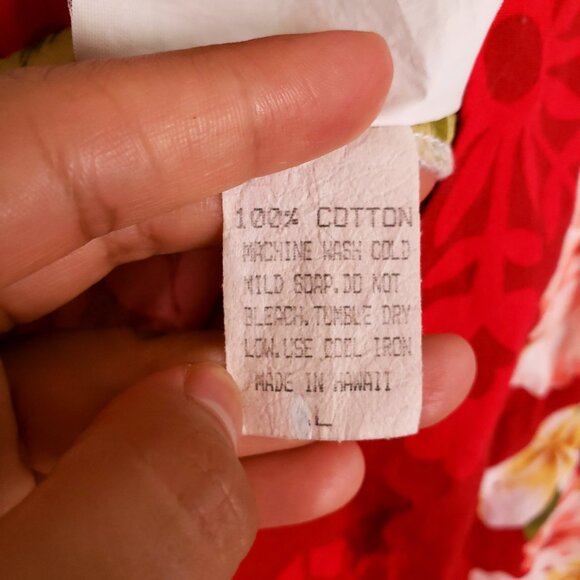 100% COTTON
MACHINE WASH COLD
MILD SOAP.DO NOT
BLEACH.TUMBLE DRY
LOW.USE COOL IRON
MADE IN HAWAII
L